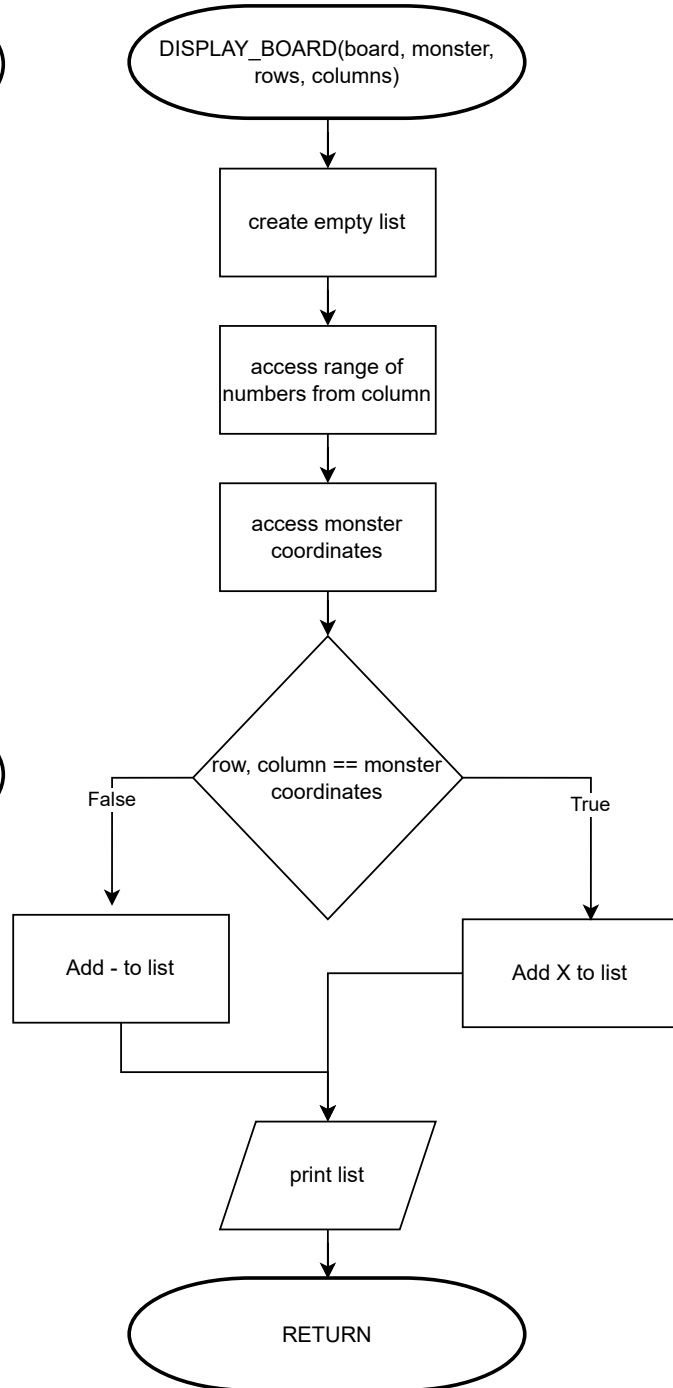 DISPLAY_BOARD(board, monster,
rows, columns)
create empty list
access range of
numbers from column
access monster
coordinates
row, column == monster
coordinates
False
True
Add - to list
Add X to list
print list
RETURN